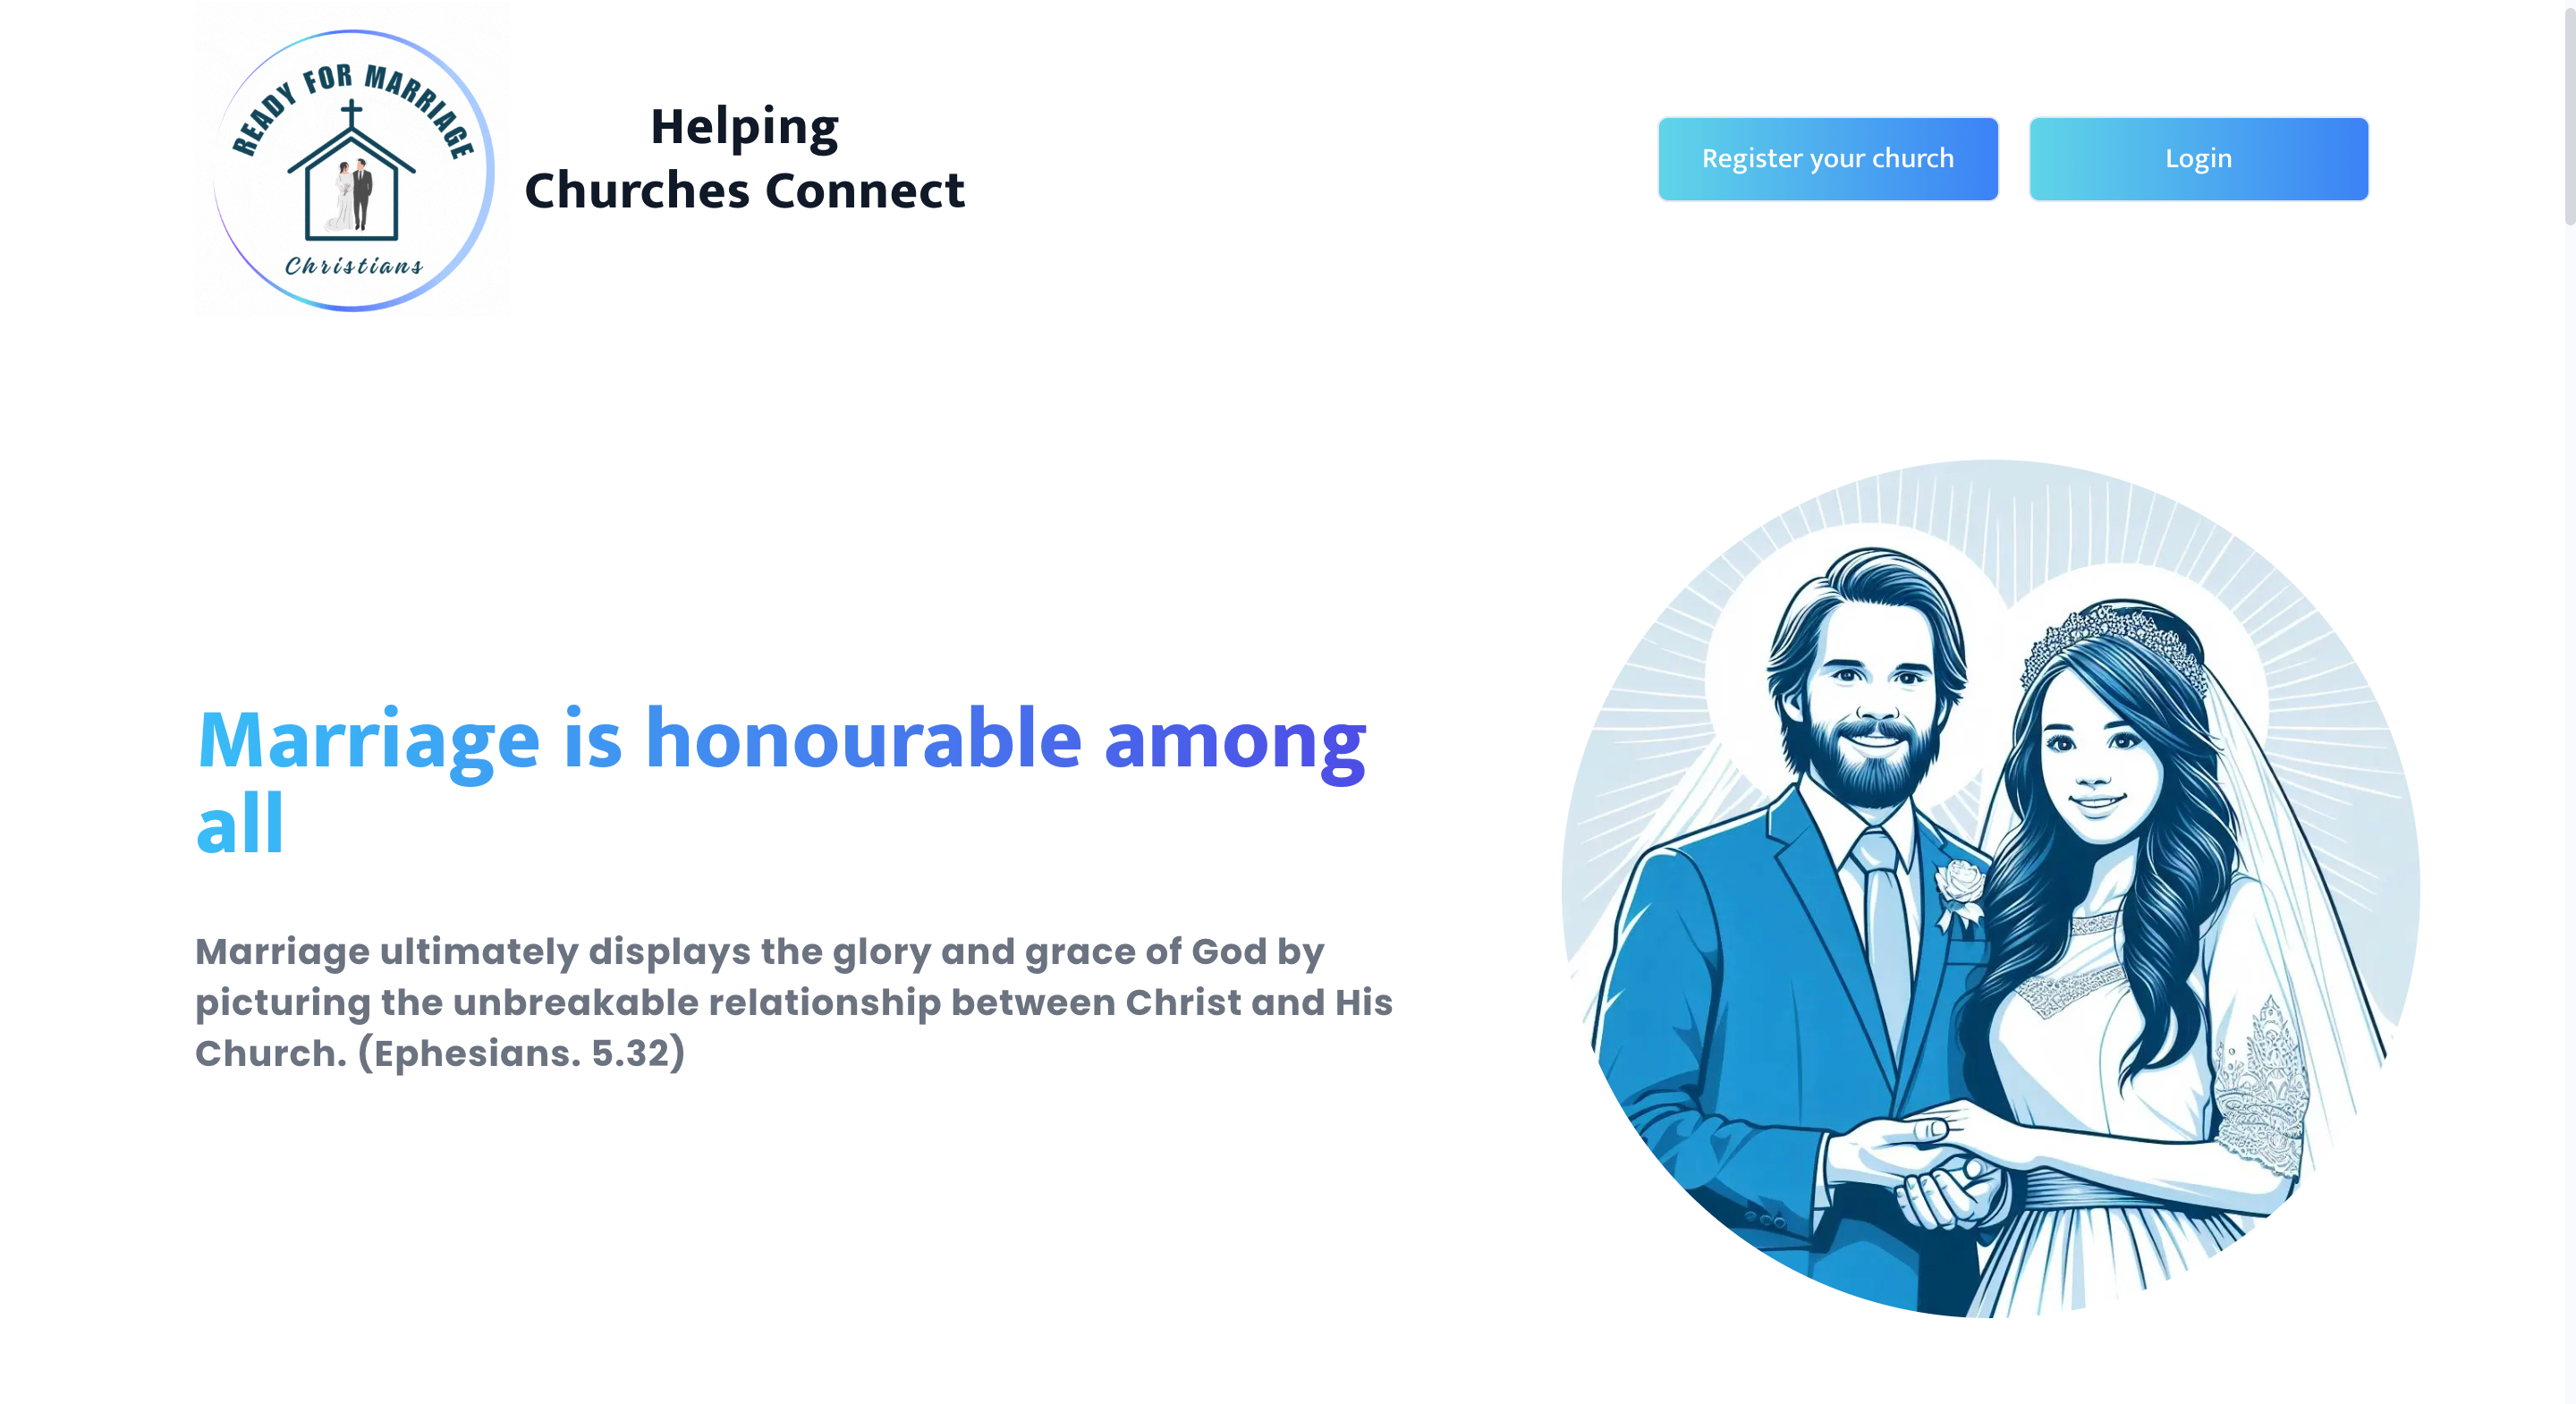 READY FOR MARRIAGE
Christians
Helping
Churches Connect
Register your church
Login
Marriage is honourable among
all
Marriage ultimately displays the glory and grace of God by
picturing the unbreakable relationship between Christ and His
Church. (Ephesians. 5.32)